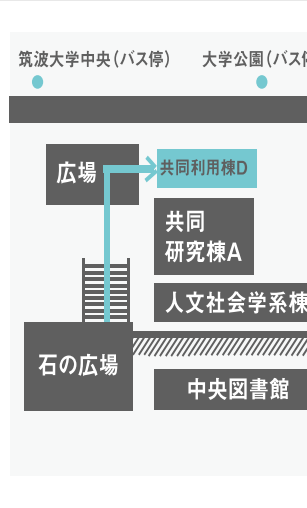 筑波大学中央（バス停）
大学公園（バス停
広場
共同利用棟D
共同
研究棟A
人文社会学系棟
石の広場
中央図書館